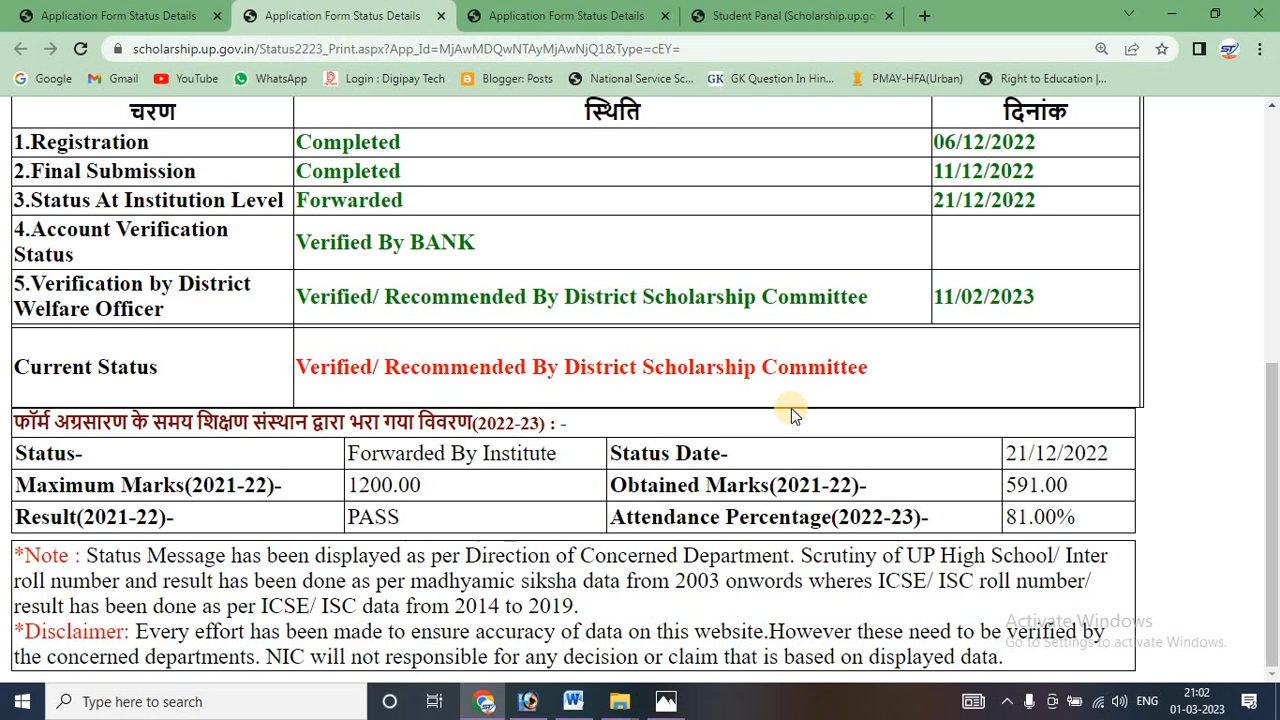 Application Form Status Details
Application Form Status Details
Application Form Status Details
Student Panal (Scholarship.up.go
scholarship.up.gov.in/Status2223_Print.aspx?App_Id=MjAwMDQwNTAyMjAwNjQ1&Type=cEY=
Google Gmail YouTube WhatsApp Login : Digipay Tech Blogger: Posts National Service Sc... GK Question In Hin... PMAY-HFA(Urban) Right to Education |...
चरण स्थिति दिनांक
1.Registration Completed 06/12/2022
2.Final Submission Completed 11/12/2022
3.Status At Institution Level Forwarded 21/12/2022
4.Account Verification
Status
Verified By BANK
5.Verification by District
Welfare Officer
Verified/ Recommended By District Scholarship Committee 11/02/2023
Current Status Verified/ Recommended By District Scholarship Committee
फॉर्म अग्रसारण के समय शिक्षण संस्थान द्वारा भरा गया विवरण(2022-23) : -
Status- Forwarded By Institute Status Date- 21/12/2022
Maximum Marks(2021-22)- 1200.00 Obtained Marks(2021-22)- 591.00
Result(2021-22)- PASS Attendance Percentage(2022-23)- 81.00%
*Note : Status Message has been displayed as per Direction of Concerned Department. Scrutiny of UP High School/ Inter
roll number and result has been done as per madhyamic siksha data from 2003 onwords wheres ICSE/ ISC roll number/
result has been done as per ICSE/ ISC data from 2014 to 2019.
*Disclaimer: Every effort has been made to ensure accuracy of data on this website.However these need to be verified by
the concerned departments. NIC will not responsible for any decision or claim that is based on displayed data.
Activate Windows
Go to Settings to activate Windows.
Type here to search
ENG
21:02
01-03-2023